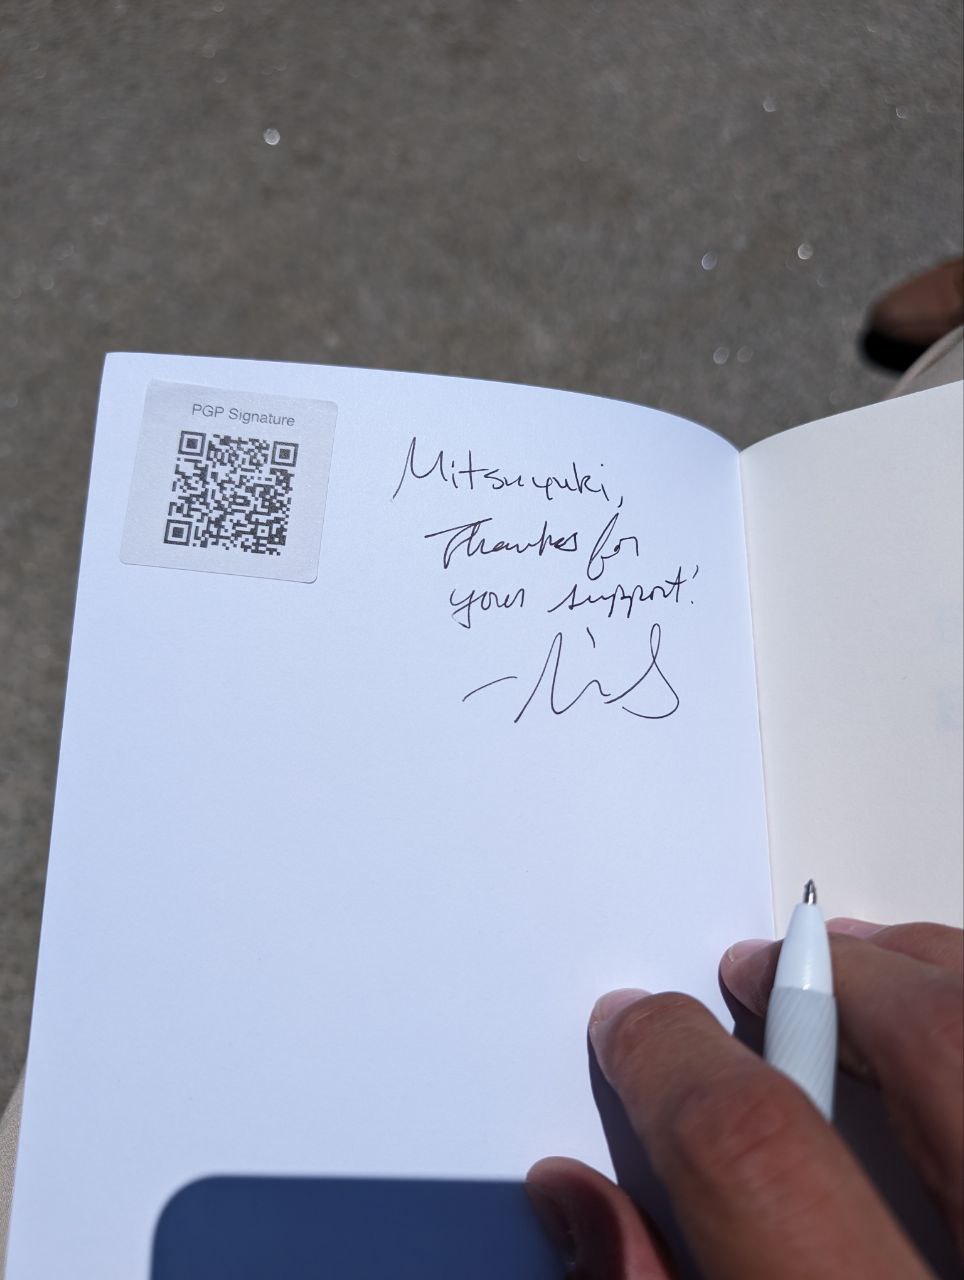 PGP Signature
Mitsuyuki,
Thanks for
your support!